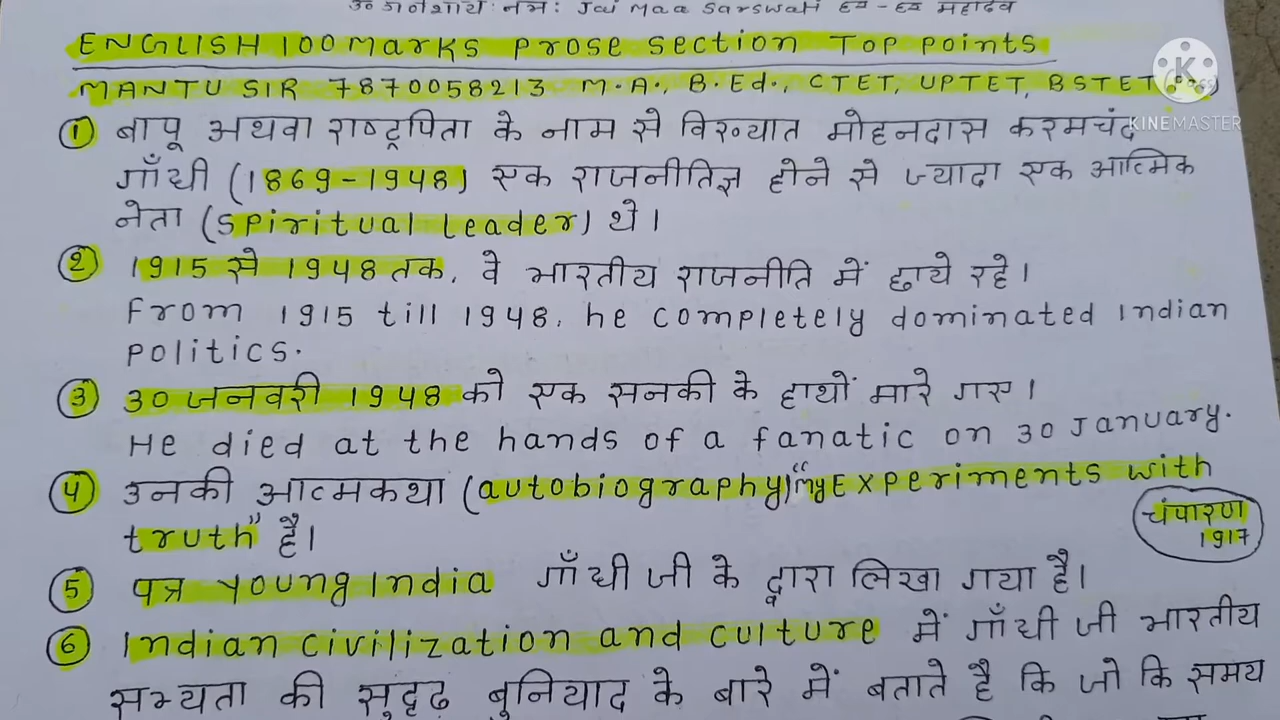 ॐ गनेशाय: नम: Jai Maa Sarswati हर - हर महादेव
ENGLISH 100 Marks Prose section Top points
MANTU SIR 7870058213 M.A., B.Ed., CTET, UPTET, BSTET
KINEMASTER
① बापू अथवा राष्ट्रपिता के नाम से विख्यात मोहनदास करमचंद
गाँधी (1869-1948) एक राजनीतिज्ञ होने से ज्यादा एक आत्मिक
नेता (spiritual leader) थे।
② 1915 से 1948 तक, वे भारतीय राजनीति में छाये रहे।
From 1915 till 1948, he completely dominated Indian
politics.
③ 30 जनवरी 1948 को एक सनकी के हाथों मारे गए।
He died at the hands of a fanatic on 30 January.
④ उनकी आत्मकथा (autobiography) "My Experiments with
truth" है।
चंपारण
1917
⑤ पत्र Young India गाँधी जी के द्वारा लिखा गया है।
⑥ Indian civilization and culture में गाँधी जी भारतीय
सभ्यता की सुदृढ़ बुनियाद के बारे में बताते है कि जो कि समय